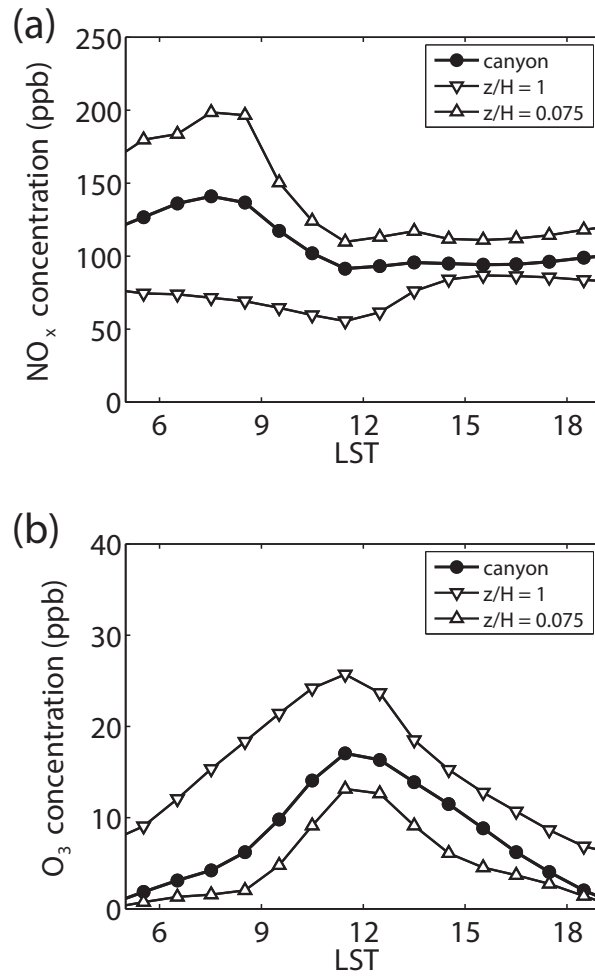 (a)
250
200
150
100
50
0
NOx concentration (ppb)
canyon
z/H = 1
z/H = 0.075
6 9 12 15 18
LST
(b)
40
30
20
10
0
O3 concentration (ppb)
canyon
z/H = 1
z/H = 0.075
6 9 12 15 18
LST